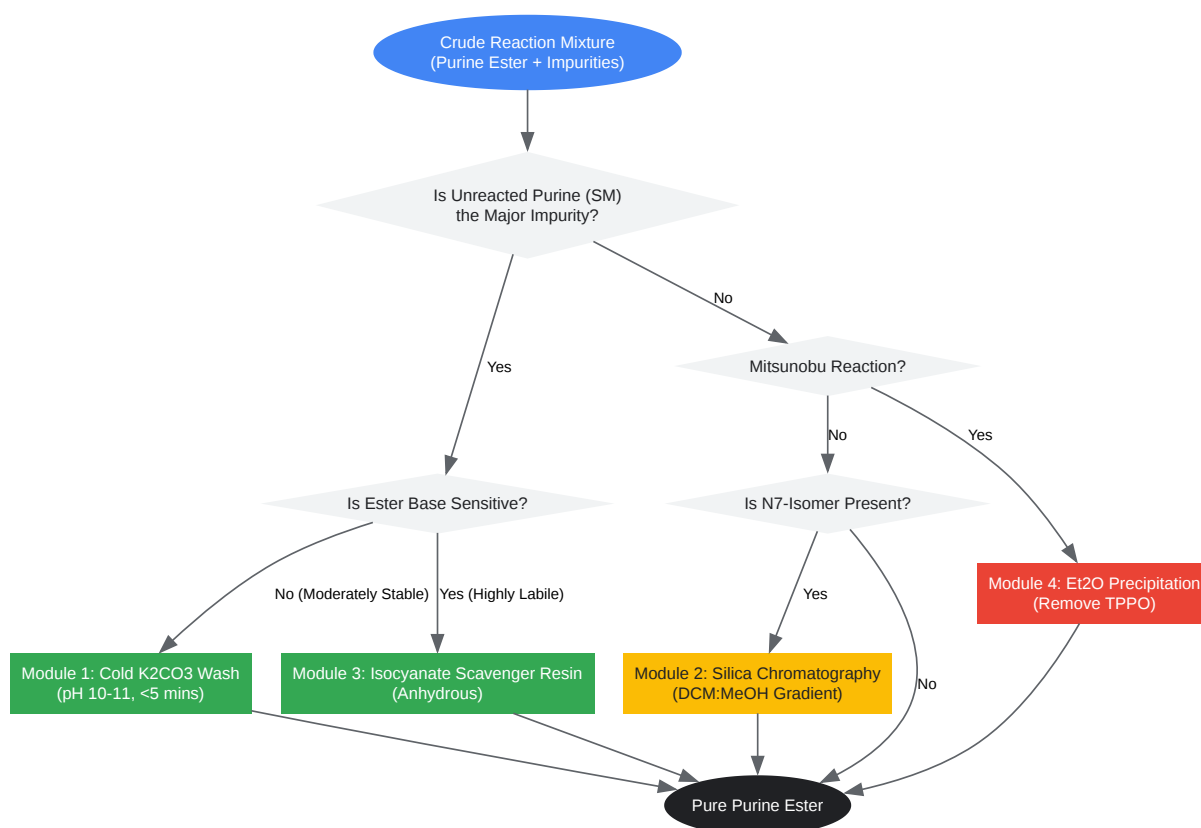 Crude Reaction Mixture
(Purine Ester + Impurities)
Is Unreacted Purine (SM)
the Major Impurity?
No
Yes
Mitsunobu Reaction?
No
Yes
Is Ester Base Sensitive?
Is N7-Isomer Present?
No (Moderately Stable)
Yes (Highly Labile)
Yes
No
Module 4: Et2O Precipitation
(Remove TPPO)
Module 1: Cold K2CO3 Wash
(pH 10-11, <5 mins)
Module 3: Isocyanate Scavenger Resin
(Anhydrous)
Module 2: Silica Chromatography
(DCM:MeOH Gradient)
Pure Purine Ester